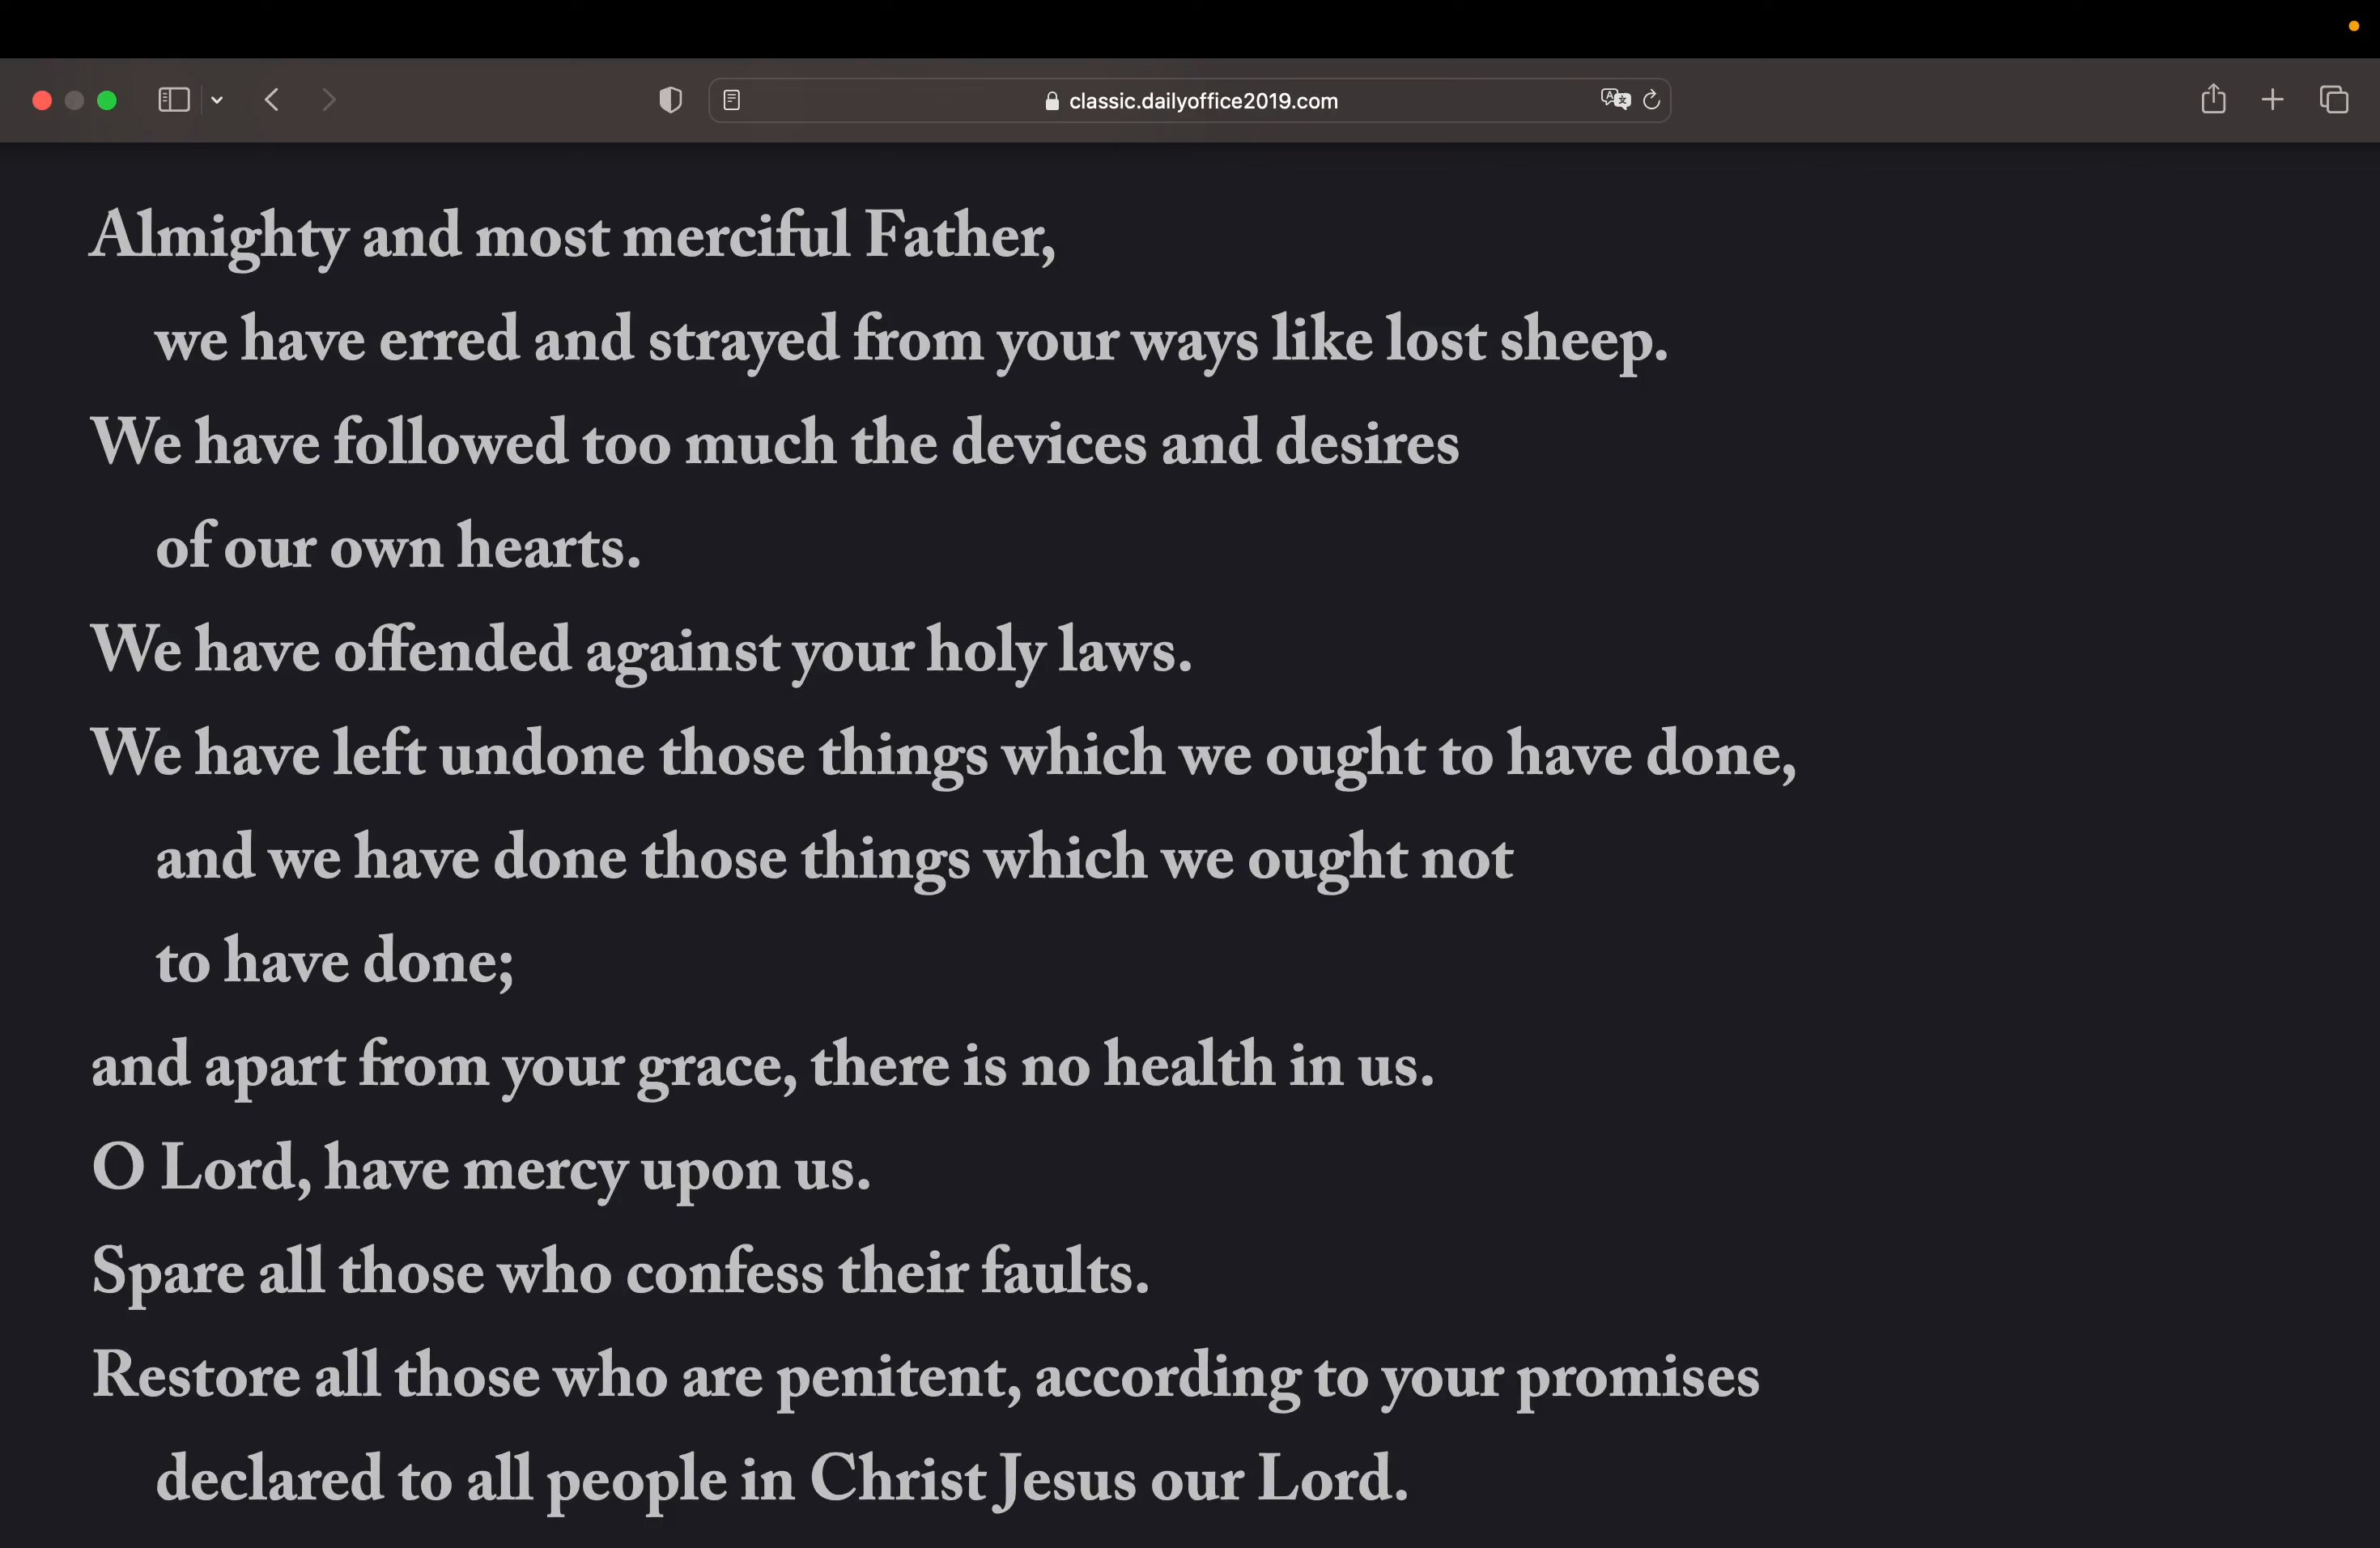 classic.dailyoffice2019.com
Almighty and most merciful Father,
we have erred and strayed from your ways like lost sheep.
We have followed too much the devices and desires
of our own hearts.
We have offended against your holy laws.
We have left undone those things which we ought to have done,
and we have done those things which we ought not
to have done;
and apart from your grace, there is no health in us.
O Lord, have mercy upon us.
Spare all those who confess their faults.
Restore all those who are penitent, according to your promises
declared to all people in Christ Jesus our Lord.